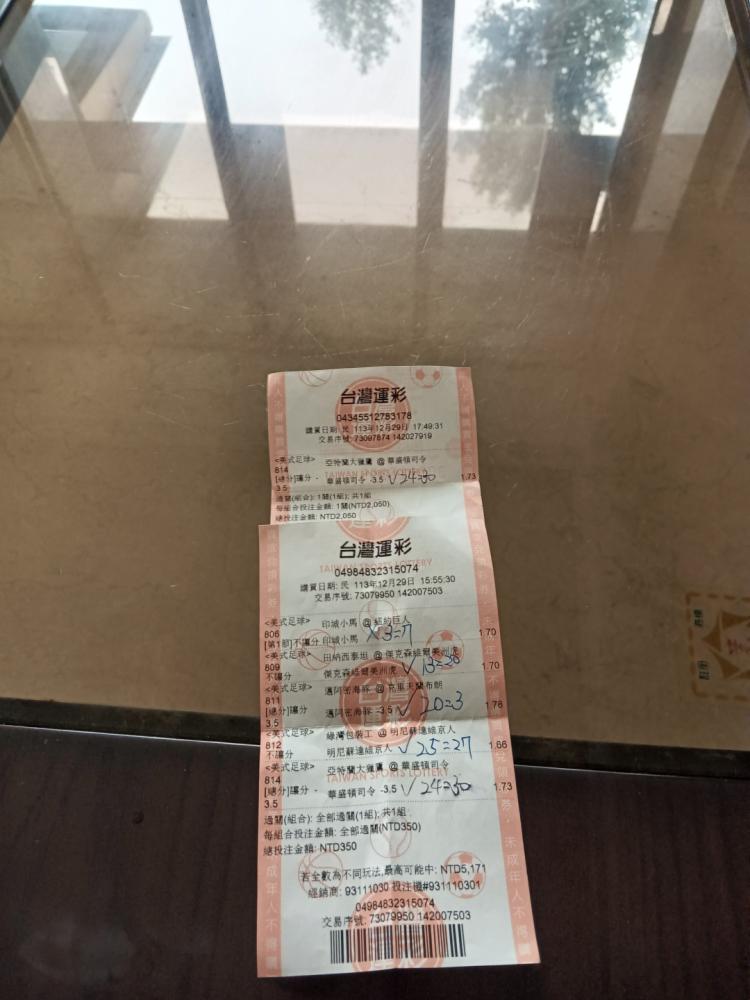 台灣運彩
04345512783178
購買日期: 民 113年12月29日 17:49:31
交易序號: 73097874 142027919
<美式足球> 亞特蘭大獵鷹 @ 華盛頓司令
814
TAIWAN SPORTS LOTTERY
[總分]讓分 - 華盛頓司令 -3.5 √ 24=30 1.73
3.5
過關(組合): 1關(1組); 共1組
每組合投注金額: 1關(NTD2,050)
總投注金額: NTD2,050
台灣運彩
TAIWAN SPORTS LOTTERY
04984832315074
購買日期: 民 113年12月29日 15:55:30
交易序號: 73079950 142007503
<美式足球> 印城小馬 @ 紐約巨人
806
[第1節]不讓分 印城小馬 X 3=7 1.70
<美式足球> 田納西泰坦 @ 傑克森維爾美洲虎
809
不讓分 傑克森維爾美洲虎 √ 13=20 1.70
<美式足球> 邁阿密海豚 @ 克里夫蘭布朗
811
[總分]讓分 - 邁阿密海豚 -3.5 √ 20=3 1.76
3.5
<美式足球> 綠灣包裝工 @ 明尼蘇達維京人
812
不讓分 明尼蘇達維京人 √ 25=27 1.66
<美式足球> 亞特蘭大獵鷹 @ 華盛頓司令
814
TAIWAN SPORTS LOTTERY
[總分]讓分 - 華盛頓司令 -3.5 √ 24=30 1.73
3.5
過關(組合): 全部過關(1組); 共1組
每組合投注金額: 全部過關(NTD350)
總投注金額: NTD350
若全數為不同玩法,最高可能中: NTD5,171
經銷商: 93111030 投注機#931110301
04984832315074
交易序號: 73079950 142007503